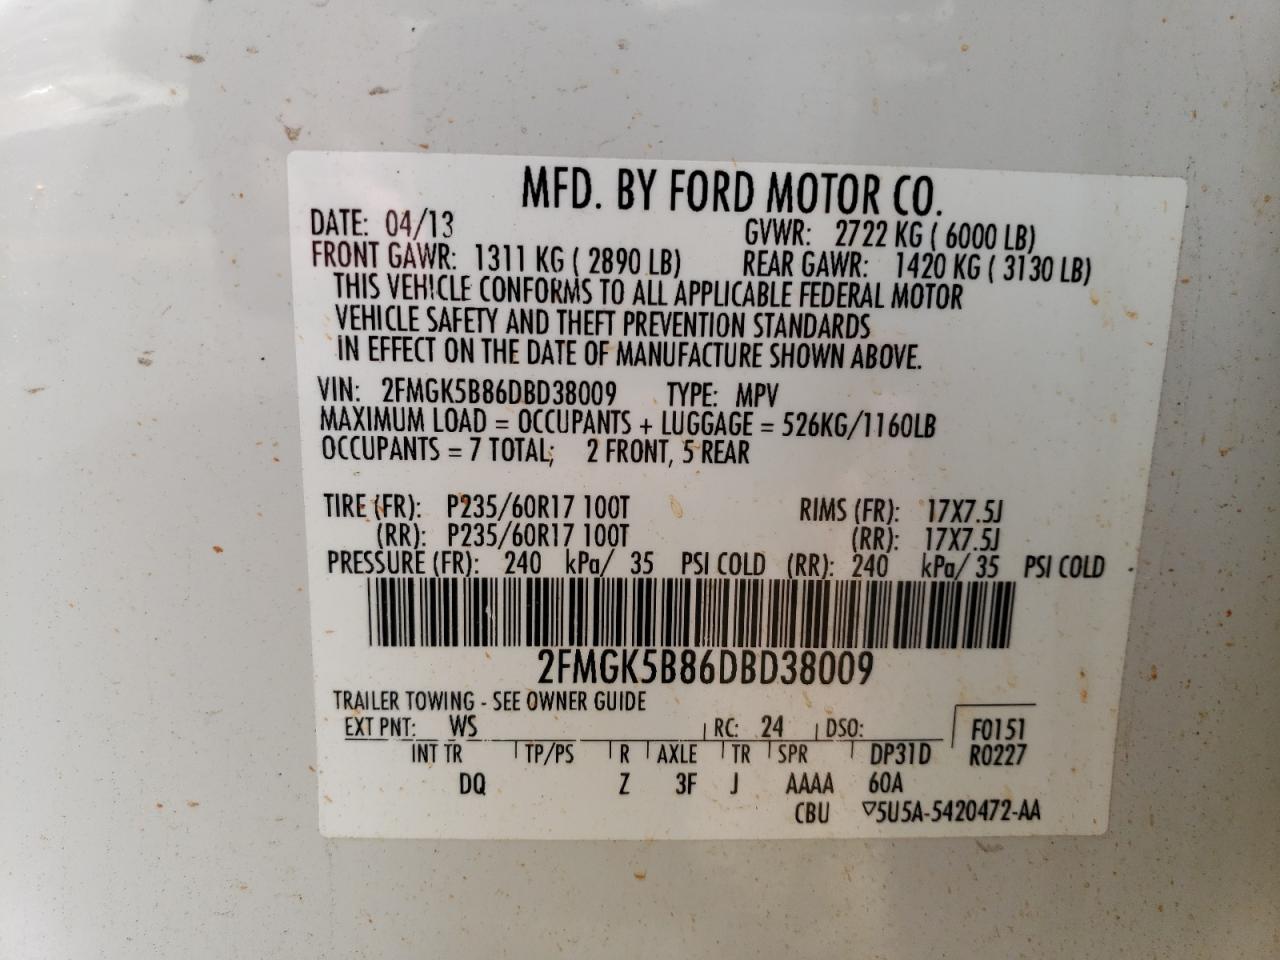 MFD. BY FORD MOTOR CO.
DATE: 04/13 GVWR: 2722 KG ( 6000 LB)
FRONT GAWR: 1311 KG ( 2890 LB) REAR GAWR: 1420 KG ( 3130 LB)
THIS VEHICLE CONFORMS TO ALL APPLICABLE FEDERAL MOTOR
VEHICLE SAFETY AND THEFT PREVENTION STANDARDS
IN EFFECT ON THE DATE OF MANUFACTURE SHOWN ABOVE.
VIN: 2FMGK5B86DBD38009 TYPE: MPV
MAXIMUM LOAD = OCCUPANTS + LUGGAGE = 526KG/1160LB
OCCUPANTS = 7 TOTAL; 2 FRONT, 5 REAR
TIRE (FR): P235/60R17 100T RIMS (FR): 17X7.5J
(RR): P235/60R17 100T (RR): 17X7.5J
PRESSURE (FR): 240 kPa/ 35 PSI COLD (RR): 240 kPa/ 35 PSI COLD
2FMGK5B86DBD38009
TRAILER TOWING - SEE OWNER GUIDE
EXT PNT: WS RC: 24 DSO: F0151
INT TR TP/PS R AXLE TR SPR DP31D R0227
DQ Z 3F J AAAA 60A
CBU ▽5U5A-5420472-AA